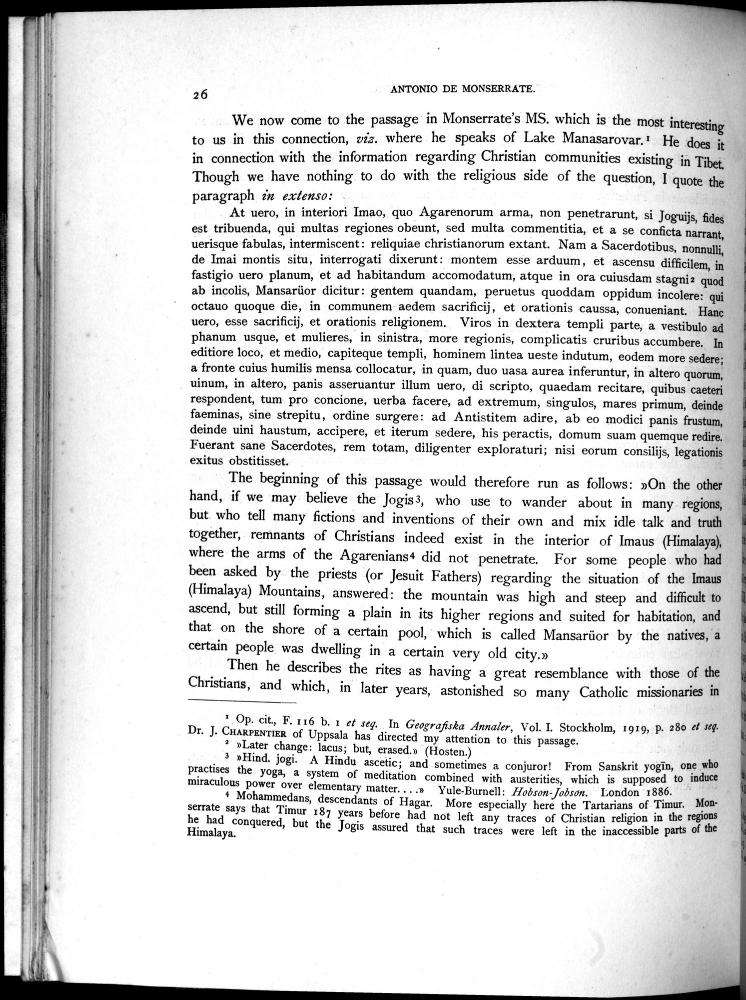 26
ANTONIO DE MONSERRATE.
We now come to the passage in Monserrate's MS. which is the most interesting
to us in this connection, viz. where he speaks of Lake Manasarovar.¹ He does it
in connection with the information regarding Christian communities existing in Tibet.
Though we have nothing to do with the religious side of the question, I quote the
paragraph in extenso:
At uero, in interiori Imao, quo Agarenorum arma, non penetrarunt, si Joguijs, fides
est tribuenda, qui multas regiones obeunt, sed multa commentitia, et a se conficta narrant,
uerisque fabulas, intermiscent: reliquiae christianorum extant. Nam a Sacerdotibus, nonnulli,
de Imai montis situ, interrogati dixerunt: montem esse arduum, et ascensu difficilem, in
fastigio uero planum, et ad habitandum accomodatum, atque in ora cuiusdam stagni² quod
ab incolis, Mansarüor dicitur: gentem quandam, peruetus quoddam oppidum incolere: qui
octauo quoque die, in communem aedem sacrificij, et orationis caussa, conueniant. Hanc
uero, esse sacrificij, et orationis religionem. Viros in dextera templi parte, a vestibulo ad
phanum usque, et mulieres, in sinistra, more regionis, complicatis cruribus accumbere. In
editiore loco, et medio, capiteque templi, hominem lintea ueste indutum, eodem more sedere;
a fronte cuius humilis mensa collocatur, in quam, duo uasa aurea inferuntur, in altero quorum,
uinum, in altero, panis asseruantur illum uero, di scripto, quaedam recitare, quibus caeteri
respondent, tum pro concione, uerba facere, ad extremum, singulos, mares primum, deinde
faeminas, sine strepitu, ordine surgere: ad Antistitem adire, ab eo modici panis frustum,
deinde uini haustum, accipere, et iterum sedere, his peractis, domum suam quemque redire.
Fuerant sane Sacerdotes, rem totam, diligenter exploraturi; nisi eorum consilijs, legationis
exitus obstitisset.
The beginning of this passage would therefore run as follows: »On the other
hand, if we may believe the Jogis³, who use to wander about in many regions,
but who tell many fictions and inventions of their own and mix idle talk and truth
together, remnants of Christians indeed exist in the interior of Imaus (Himalaya),
where the arms of the Agarenians⁴ did not penetrate. For some people who had
been asked by the priests (or Jesuit Fathers) regarding the situation of the Imaus
(Himalaya) Mountains, answered: the mountain was high and steep and difficult to
ascend, but still forming a plain in its higher regions and suited for habitation, and
that on the shore of a certain pool, which is called Mansarüor by the natives, a
certain people was dwelling in a certain very old city.»
Then he describes the rites as having a great resemblance with those of the
Christians, and which, in later years, astonished so many Catholic missionaries in
¹ Op. cit., F. 116 b. 1 et seq. In Geografiska Annaler, Vol. I. Stockholm, 1919, p. 280 et seq.
Dr. J. CHARPENTIER of Uppsala has directed my attention to this passage.
² »Later change: lacus; but, erased.» (Hosten.)
³ »Hind. jogi. A Hindu ascetic; and sometimes a conjuror! From Sanskrit yogīn, one who
practises the yoga, a system of meditation combined with austerities, which is supposed to induce
miraculous power over elementary matter. . . .» Yule-Burnell: Hobson-Jobson. London 1886.
⁴ Mohammedans, descendants of Hagar. More especially here the Tartarians of Timur. Mon-
serrate says that Timur 187 years before had not left any traces of Christian religion in the regions
he had conquered, but the Jogis assured that such traces were left in the inaccessible parts of the
Himalaya.